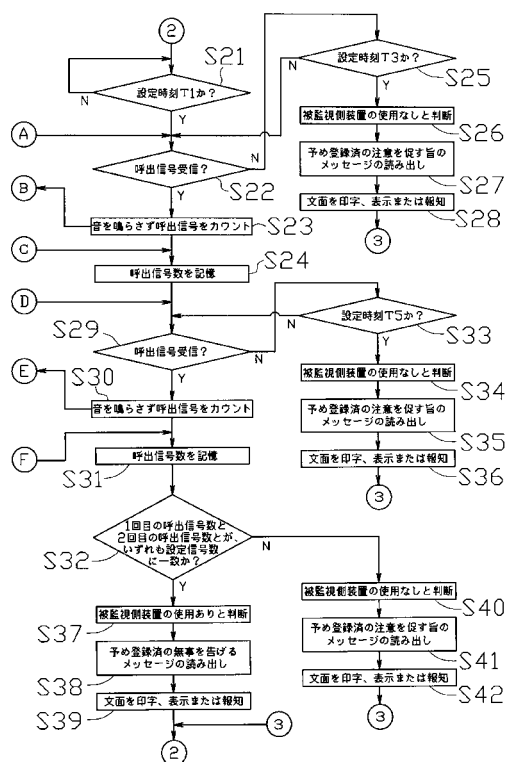 2
S21
設定時刻T1か?
N
Y
A
呼出信号受信?
N
S22
Y
B
音を鳴らさず呼出信号をカウント
S23
C
呼出信号数を記憶
S24
D
S29
呼出信号受信?
N
Y
E
S30
音を鳴らさず呼出信号をカウント
F
呼出信号数を記憶
S31
1回目の呼出信号数と
2回目の呼出信号数とが、
いずれも設定信号数
に一致か?
S32
N
Y
被監視側装置の使用ありと判断
S37
予め登録済の無事を告げる
メッセージの読み出し
S38
文面を印字、表示または報知
S39
3
2
設定時刻T3か?
N
S25
Y
被監視側装置の使用なしと判断
S26
予め登録済の注意を促す旨の
メッセージの読み出し
S27
文面を印字、表示または報知
S28
3
設定時刻T5か?
N
S33
Y
被監視側装置の使用なしと判断
S34
予め登録済の注意を促す旨の
メッセージの読み出し
S35
文面を印字、表示または報知
S36
3
被監視側装置の使用なしと判断
S40
予め登録済の注意を促す旨の
メッセージの読み出し
S41
文面を印字、表示または報知
S42
3